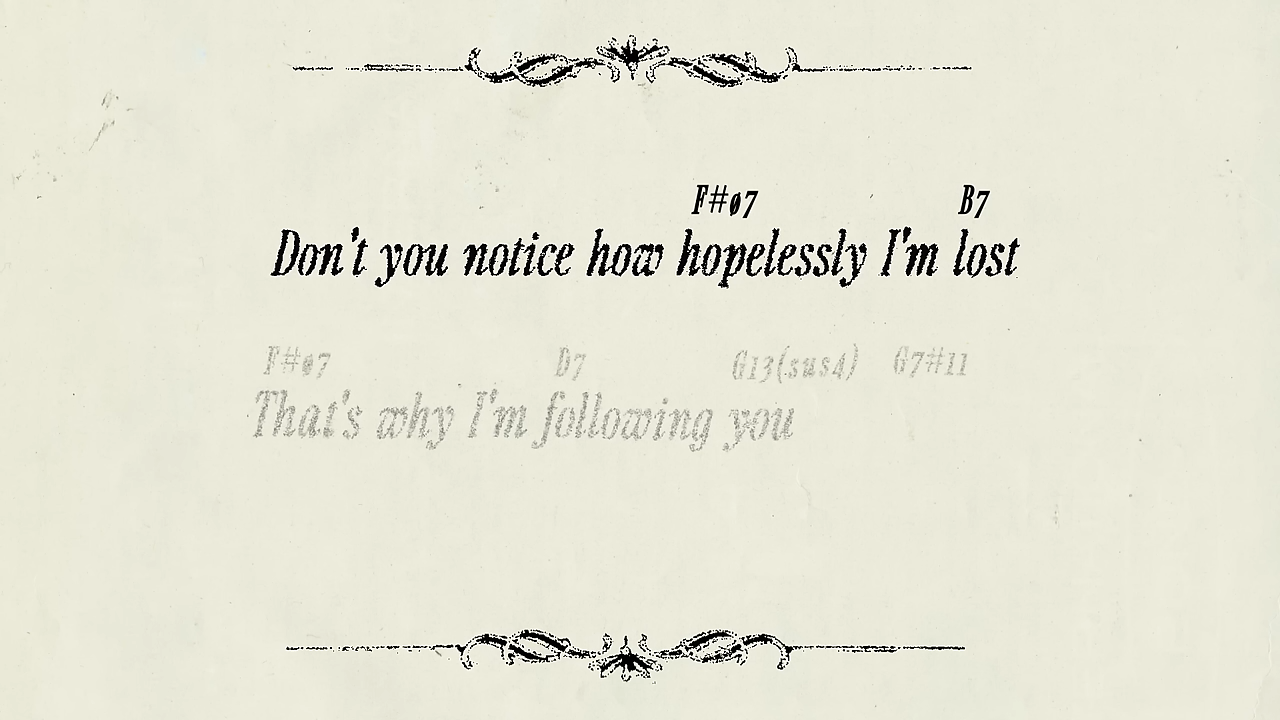 F#ø7 B7
Don't you notice how hopelessly I'm lost
F#ø7 D7 G13(sus4) G7#11
That's why I'm following you